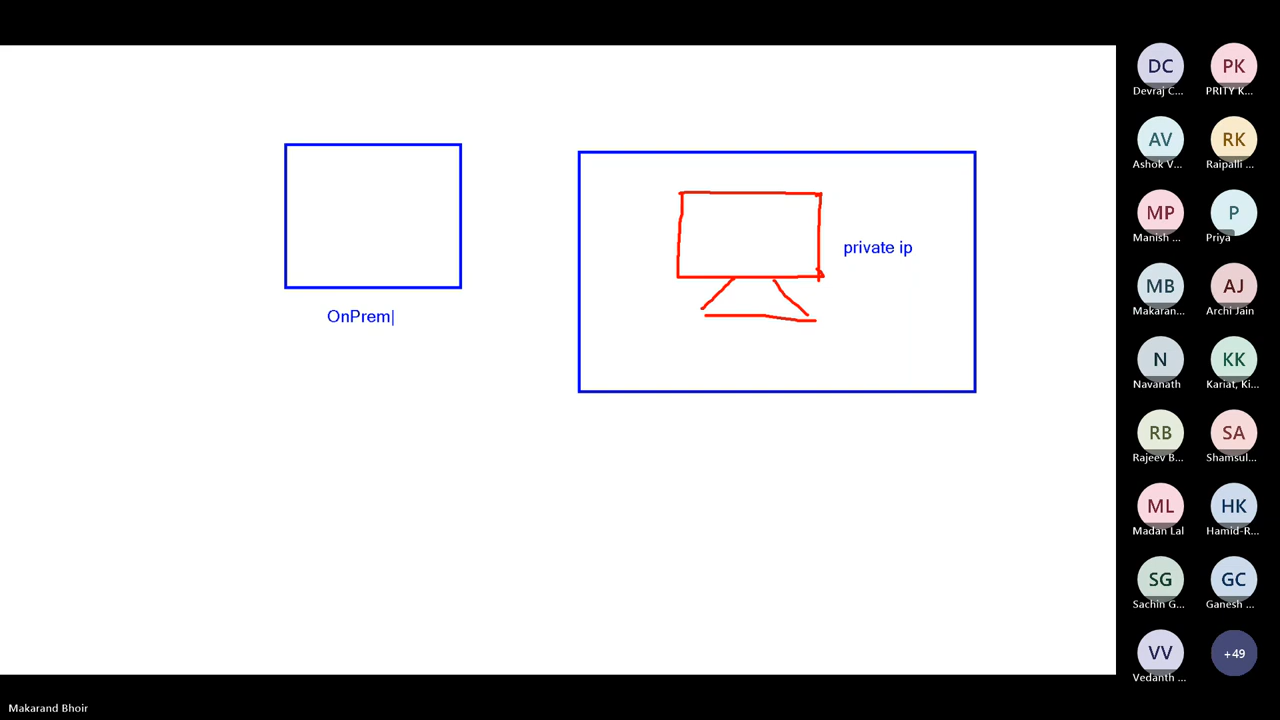 private ip
OnPrem
DC
Devraj C...
PK
PRITY K...
AV
Ashok V...
RK
Raipalli ...
MP
Manish ...
P
Priya
MB
Makaran...
AJ
Archi Jain
N
Navanath
KK
Kariat, Ki...
RB
Rajeev B...
SA
Shamsul...
ML
Madan Lal
HK
Hamid-R...
SG
Sachin G...
GC
Ganesh ...
VV
Vedanth ...
+49
Makarand Bhoir